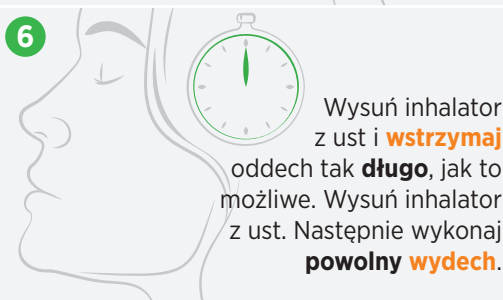 6
Wysuń inhalator
z ust i wstrzymaj
oddech tak długo, jak to
możliwe. Wysuń inhalator
z ust. Następnie wykonaj
powolny wydech.